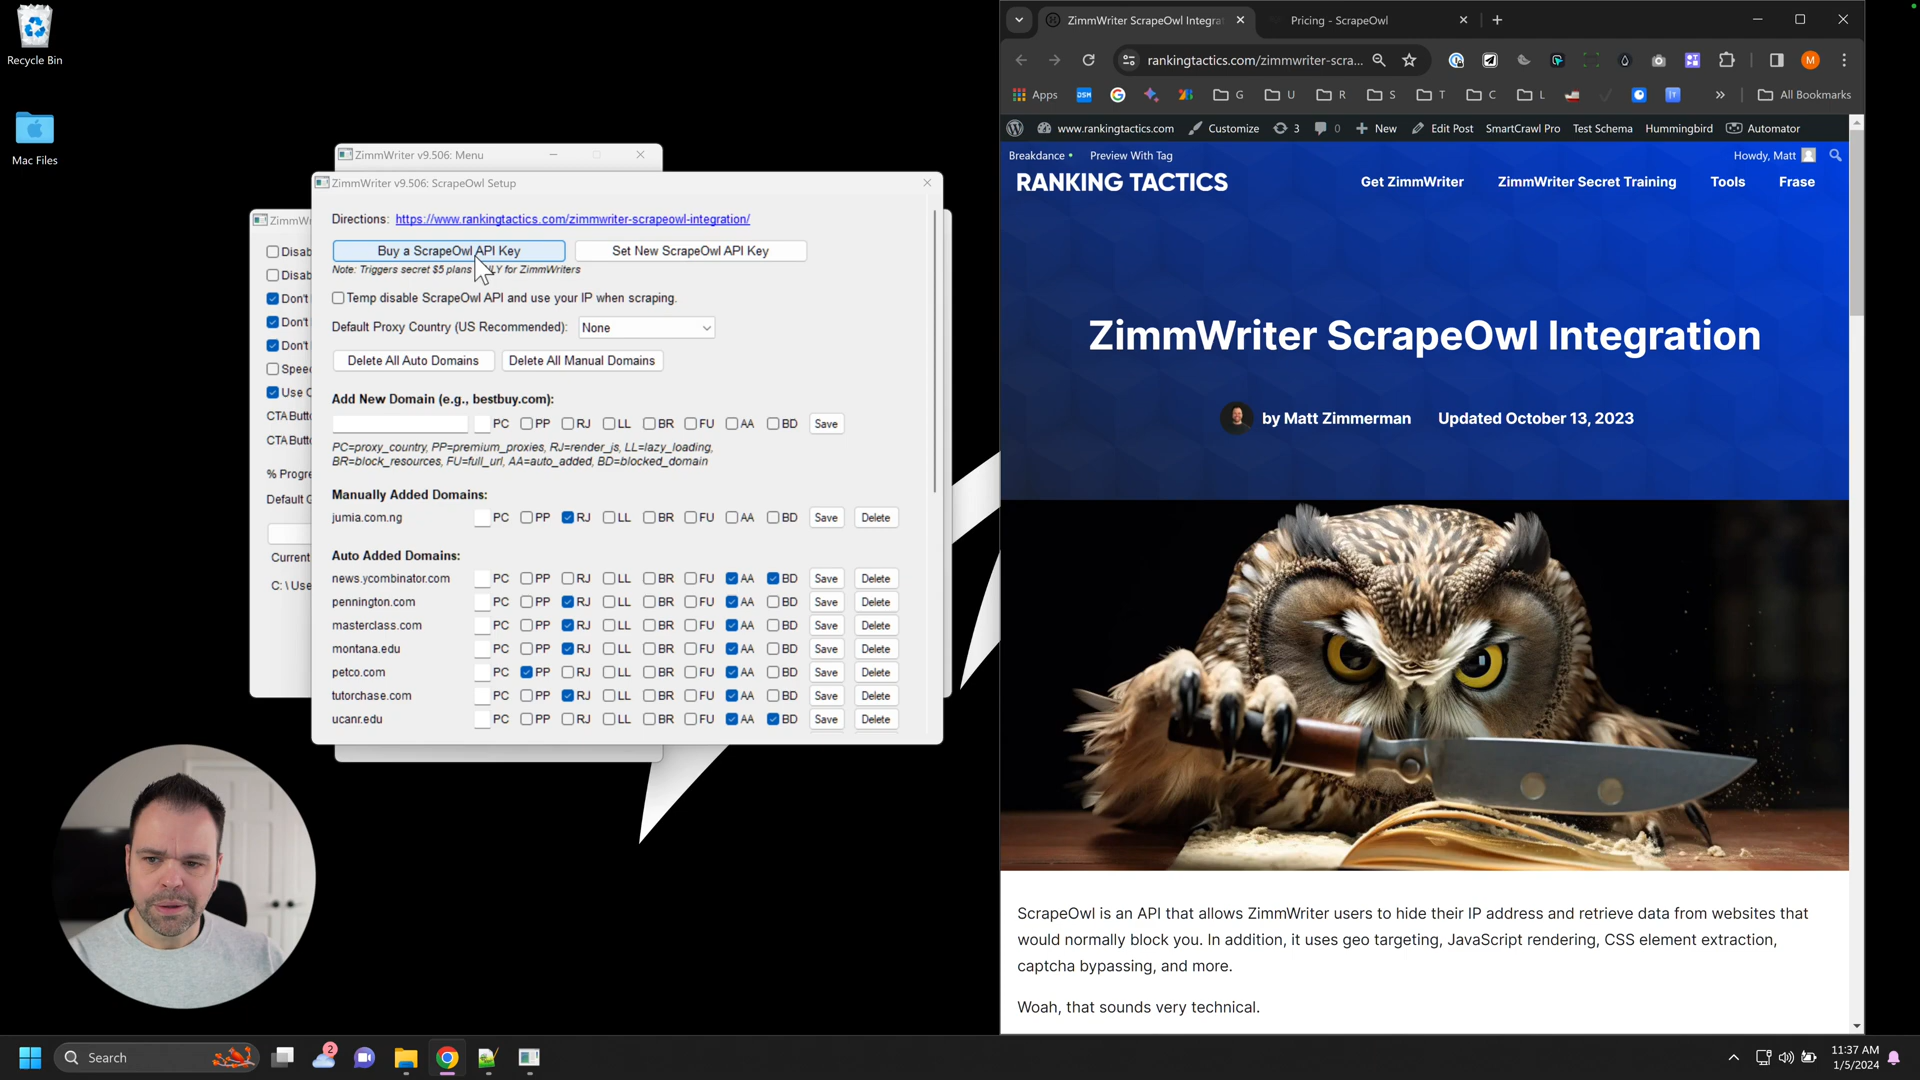 Recycle Bin
Mac Files
ZimmWriter v9.506: Menu
ZimmW
Disab
Disab
Don't
Don't
Don't
Spee
Use C
CTA Butto
CTA Butto
% Progre
Default
Current
C: \ Use
ZimmWriter v9.506: ScrapeOwl Setup
Directions: https://www.rankingtactics.com/zimmwriter-scrapeowl-integration/
Buy a ScrapeOwl API Key Set New ScrapeOwl API Key
Note: Triggers secret $5 plans for ZimmWriters
Temp disable ScrapeOwl API and use your IP when scraping.
Default Proxy Country (US Recommended): None
Delete All Auto Domains Delete All Manual Domains
Add New Domain (e.g., bestbuy.com):
PC PP RJ LL BR FU AA BD Save
PC=proxy_country, PP=premium_proxies, RJ=render_js, LL=lazy_loading,
BR=block_resources, FU=full_url, AA=auto_added, BD=blocked_domain
Manually Added Domains:
jumia.com.ng PC PP RJ LL BR FU AA BD Save Delete
Auto Added Domains:
news.ycombinator.com PC PP RJ LL BR FU AA BD Save Delete
pennington.com PC PP RJ LL BR FU AA BD Save Delete
masterclass.com PC PP RJ LL BR FU AA BD Save Delete
montana.edu PC PP RJ LL BR FU AA BD Save Delete
petco.com PC PP RJ LL BR FU AA BD Save Delete
tutorchase.com PC PP RJ LL BR FU AA BD Save Delete
ucanr.edu PC PP RJ LL BR FU AA BD Save Delete
ZimmWriter ScrapeOwl Integra Pricing - ScrapeOwl
rankingtactics.com/zimmwriter-scra... M
Apps DSM G U R S T C L All Bookmarks
www.rankingtactics.com Customize 3 0 New Edit Post SmartCrawl Pro Test Schema Hummingbird Automator
Breakdance • Preview With Tag Howdy, Matt
RANKING TACTICS Get ZimmWriter ZimmWriter Secret Training Tools Frase
ZimmWriter ScrapeOwl Integration
by Matt Zimmerman Updated October 13, 2023
ScrapeOwl is an API that allows ZimmWriter users to hide their IP address and retrieve data from websites that
would normally block you. In addition, it uses geo targeting, JavaScript rendering, CSS element extraction,
captcha bypassing, and more.
Woah, that sounds very technical.
Search 2 11:37 AM
1/5/2024